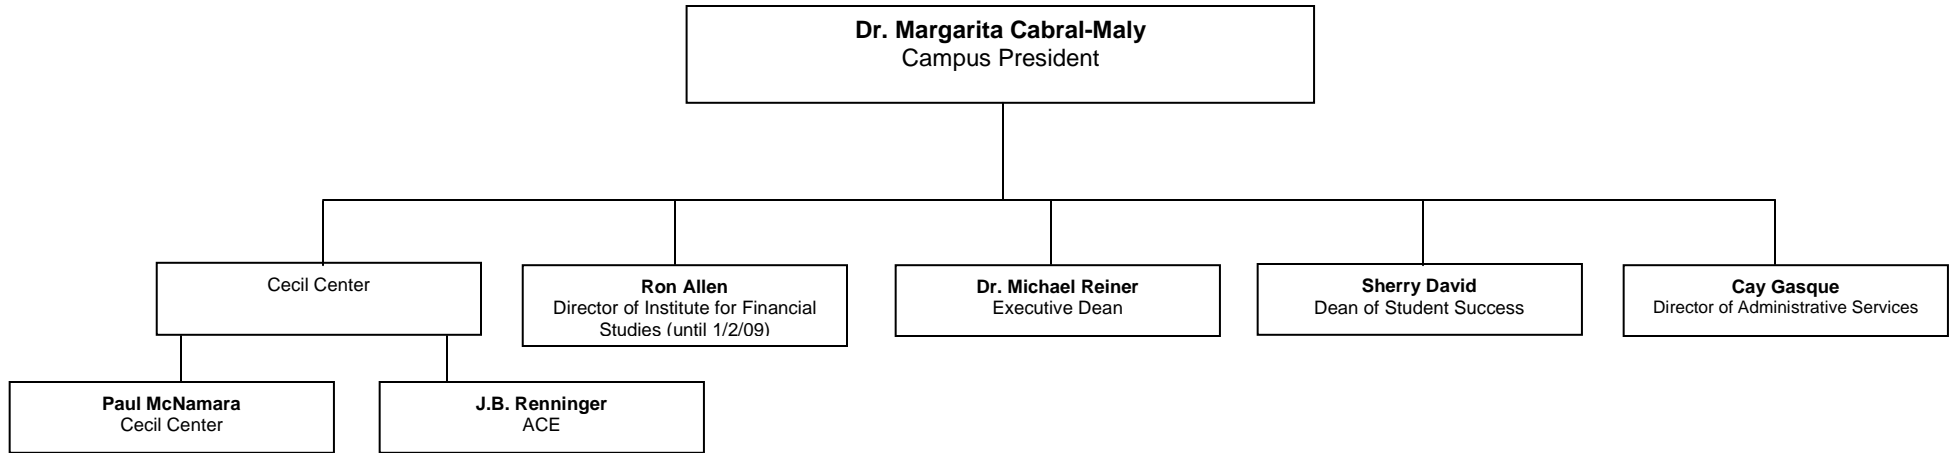 Dr. Margarita Cabral-Maly
Campus President
Cecil Center
Ron Allen
Director of Institute for Financial
Studies (until 1/2/09)
Dr. Michael Reiner
Executive Dean
Sherry David
Dean of Student Success
Cay Gasque
Director of Administrative Services
Paul McNamara
Cecil Center
J.B. Renninger
ACE